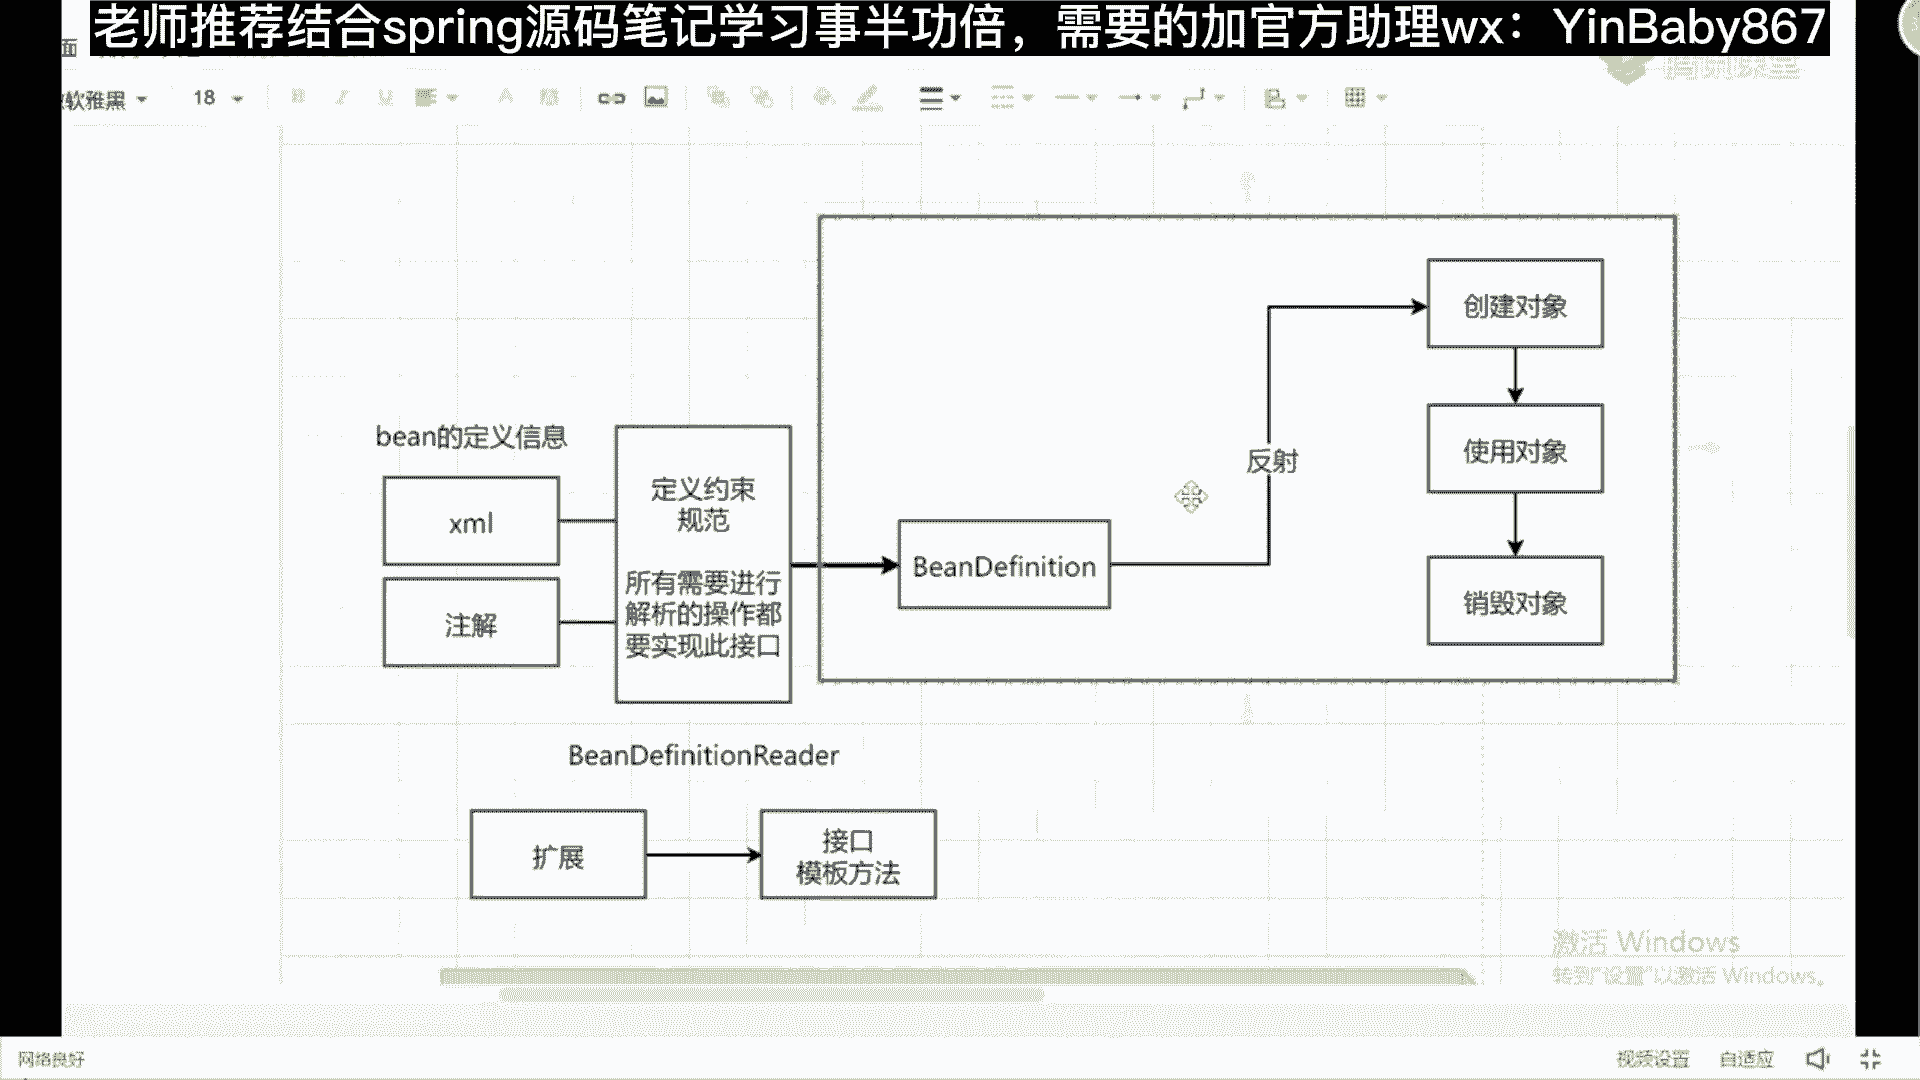 老师推荐结合spring源码笔记学习事半功倍，需要的加官方助理wx：YinBaby867
面
软雅黑
18
创建对象
bean的定义信息
使用对象
反射
定义约束
规范
xml
BeanDefinition
所有需要进行
解析的操作都
要实现此接口
注解
销毁对象
BeanDefinitionReader
扩展
接口
模板方法
激活 Windows
转到“设置”以激活 Windows。
网络良好
视频设置
自适应